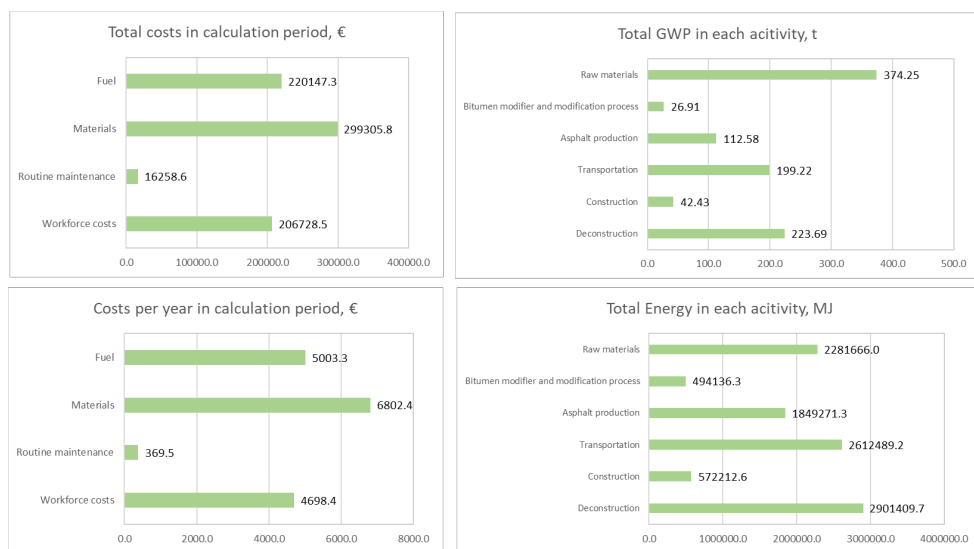 Total costs in calculation period, €
Fuel
220147.3
Materials
299305.8
Routine maintenance
16258.6
Workforce costs
206728.5
0.0 100000.0 200000.0 300000.0 400000.0
Total GWP in each acitivity, t
Raw materials
374.25
Bitumen modifier and modification process
26.91
Asphalt production
112.58
Transportation
199.22
Construction
42.43
Deconstruction
223.69
0.0 100.0 200.0 300.0 400.0 500.0
Costs per year in calculation period, €
Fuel
5003.3
Materials
6802.4
Routine maintenance
369.5
Workforce costs
4698.4
0.0 2000.0 4000.0 6000.0 8000.0
Total Energy in each acitivity, MJ
Raw materials
2281666.0
Bitumen modifier and modification process
494136.3
Asphalt production
1849271.3
Transportation
2612489.2
Construction
572212.6
Deconstruction
2901409.7
0.0 1000000.0 2000000.0 3000000.0 4000000.0